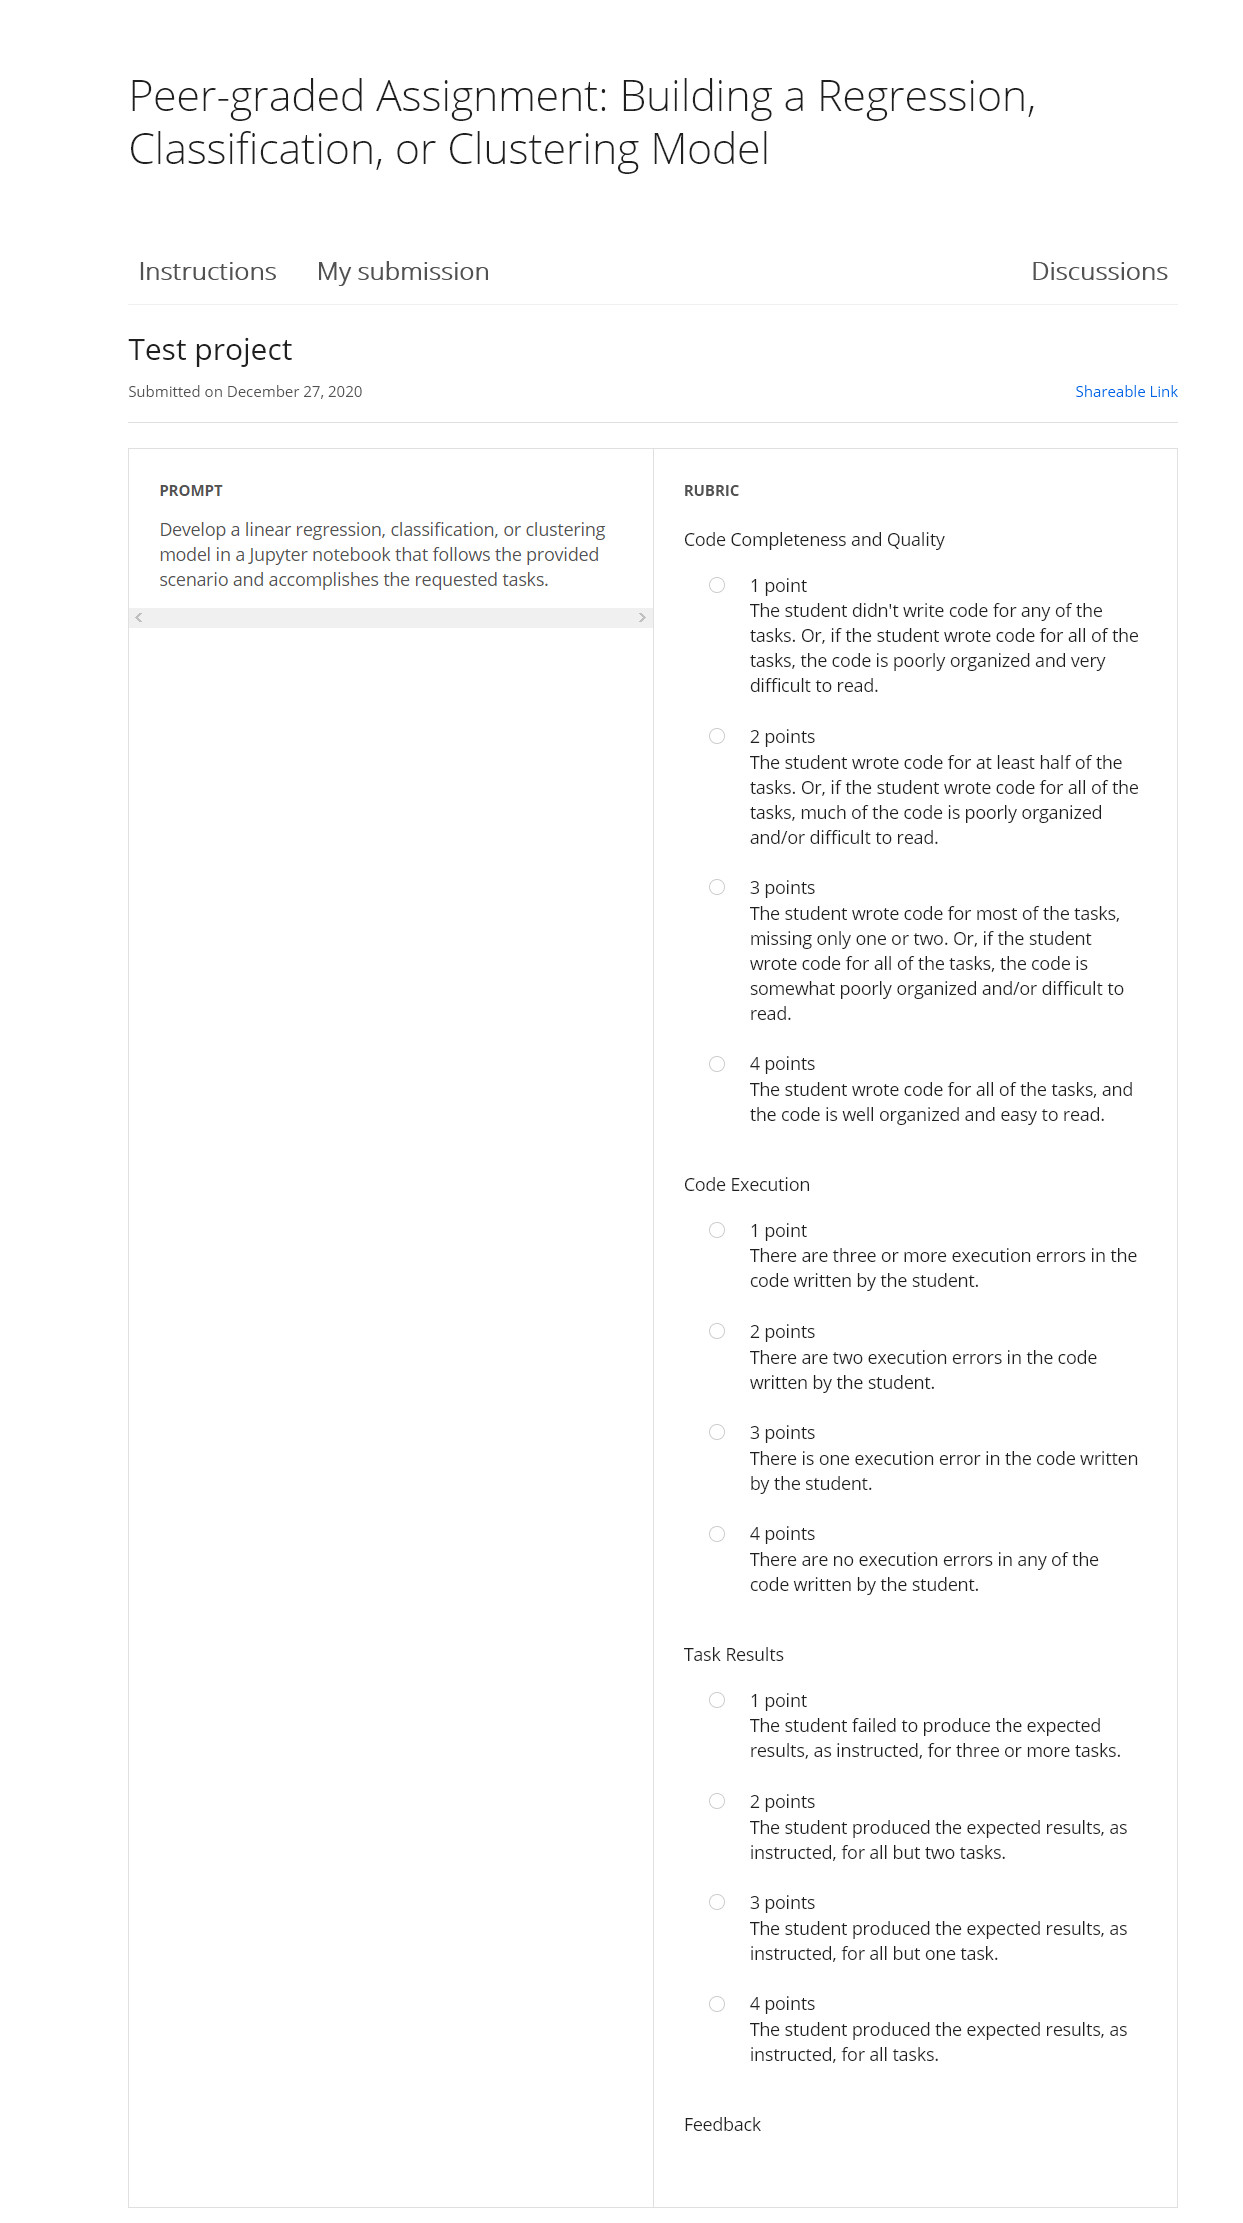 Peer-graded Assignment: Building a Regression,
Classification, or Clustering Model
Instructions
My submission
Discussions
Test project
Submitted on December 27, 2020
Shareable Link
PROMPT
Develop a linear regression, classification, or clustering
model in a Jupyter notebook that follows the provided
scenario and accomplishes the requested tasks.
RUBRIC
Code Completeness and Quality
1 point
The student didn't write code for any of the
tasks. Or, if the student wrote code for all of the
tasks, the code is poorly organized and very
difficult to read.
2 points
The student wrote code for at least half of the
tasks. Or, if the student wrote code for all of the
tasks, much of the code is poorly organized
and/or difficult to read.
3 points
The student wrote code for most of the tasks,
missing only one or two. Or, if the student
wrote code for all of the tasks, the code is
somewhat poorly organized and/or difficult to
read.
4 points
The student wrote code for all of the tasks, and
the code is well organized and easy to read.
Code Execution
1 point
There are three or more execution errors in the
code written by the student.
2 points
There are two execution errors in the code
written by the student.
3 points
There is one execution error in the code written
by the student.
4 points
There are no execution errors in any of the
code written by the student.
Task Results
1 point
The student failed to produce the expected
results, as instructed, for three or more tasks.
2 points
The student produced the expected results, as
instructed, for all but two tasks.
3 points
The student produced the expected results, as
instructed, for all but one task.
4 points
The student produced the expected results, as
instructed, for all tasks.
Feedback